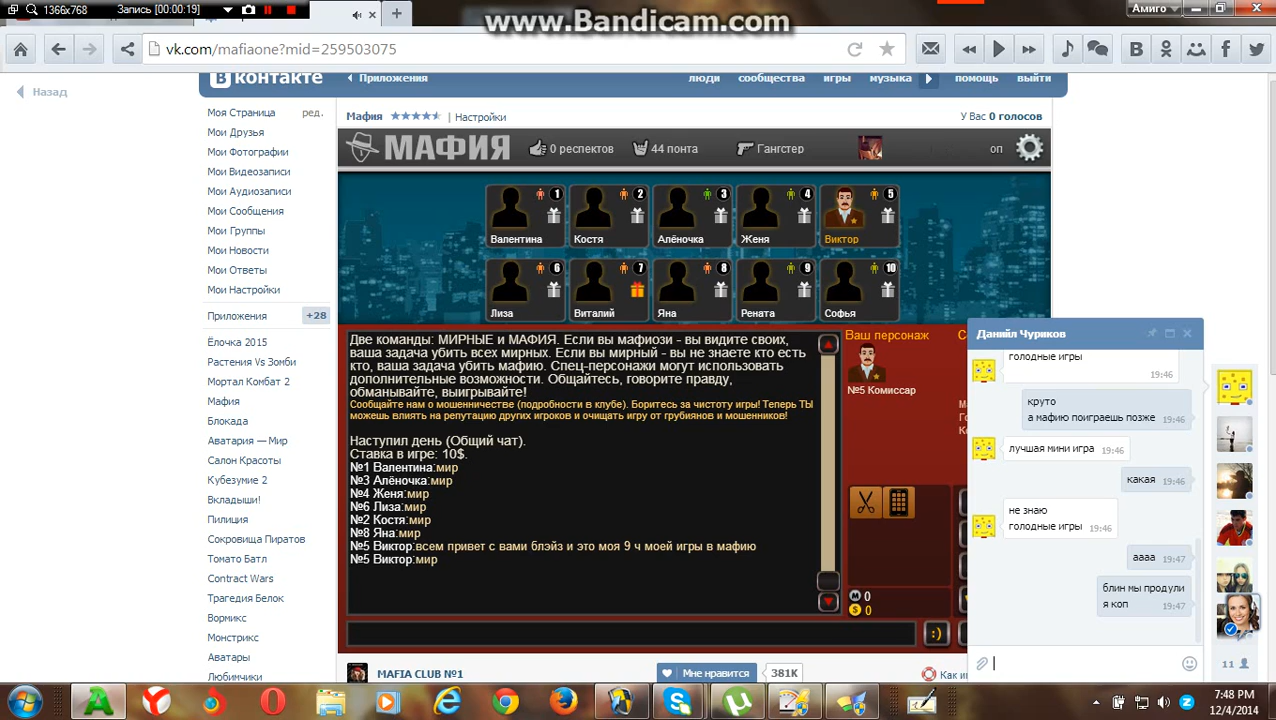 1366x768
Запись [00:00:19]
www.Bandicam.com
Амиго
vk.com/mafiaone?mid=259503075
Назад
вконтакте
Приложения
люди
сообщества
игры
музыка
помощь
выйти
Моя Страница
ред.
Мои Друзья
Мои Фотографии
Мои Видеозаписи
Мои Аудиозаписи
Мои Сообщения
Мои Группы
Мои Новости
Мои Ответы
Мои Настройки
Приложения
+28
Ёлочка 2015
Растения Vs Зомби
Мортал Комбат 2
Мафия
Блокада
Аватария — Мир
Салон Красоты
Кубезумие 2
Вкладыши!
Пилиция
Сокровища Пиратов
Томато Батл
Contract Wars
Трагедия Белок
Вормикс
Монстрикс
Аватары
Любимчики
Мафия
Настройки
У Вас 0 голосов
МАФИЯ
0 респектов
44 понта
Гангстер
оп
1
Валентина
2
Костя
3
Алёночка
4
Женя
5
Виктор
6
Лиза
7
Виталий
8
Яна
9
Рената
10
Софья
Две команды: МИРНЫЕ и МАФИЯ. Если вы мафиози - вы видите своих,
ваша задача убить всех мирных. Если вы мирный - вы не знаете кто есть
кто, ваша задача убить мафию. Спец-персонажи могут использовать
дополнительные возможности. Общайтесь, говорите правду,
обманывайте, выигрывайте!
Сообщайте нам о мошенничестве (подробности в клубе). Боритесь за чистоту игры! Теперь ТЫ
можешь влиять на репутацию других игроков и очищать игру от грубиянов и мошенников!
Наступил день (Общий чат).
Ставка в игре: 10$.
№1 Валентина:мир
№3 Алёночка:мир
№4 Женя:мир
№6 Лиза:мир
№2 Костя:мир
№8 Яна:мир
№5 Виктор:всем привет с вами блэйз и это моя 9 ч моей игры в мафию
№5 Виктор:мир
Ваш персонаж
№5 Комиссар
M 0
$ 0
:)
MAFIA CLUB №1
Мне нравится
381K
Как и
Даниил Чуриков
голодные игры
19:46
круто
а мафию поиграешь позже
19:46
лучшая мини игра
19:46
какая
19:46
не знаю
голодные игры
19:46
аааа
19:47
блин мы продули
я коп
19:47
11
7:48 PM
12/4/2014